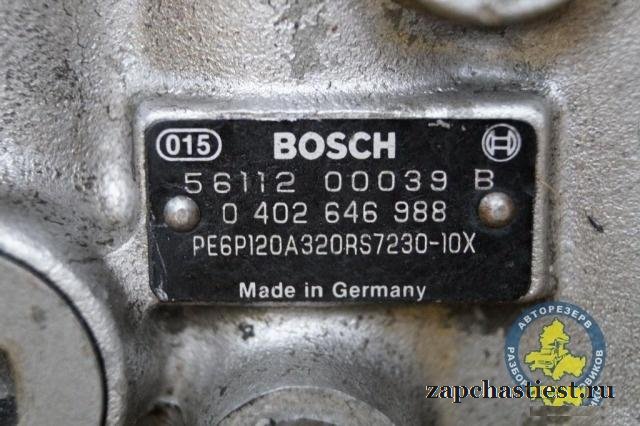 015 BOSCH
56112 00039 B
0 402 646 988
PE6P120A320RS7230-10X
Made in Germany
АВТОРЕЗЕРВ
zapchastiest.ru